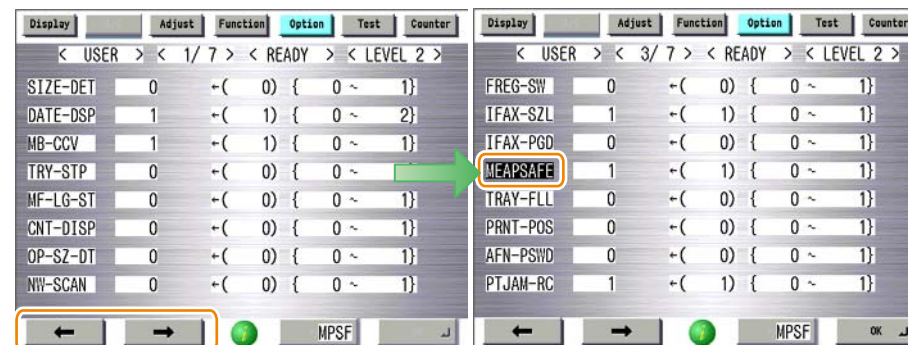 Display Adjust Function Option Test Counter
< USER > < 1/ 7 > < READY > < LEVEL 2 >
SIZE-DET 0 ←( 0) { 0 ~ 1}
DATE-DSP 1 ←( 1) { 0 ~ 2}
MB-CCV 1 ←( 1) { 0 ~ 1}
TRY-STP 0 ←( 0) { 0 ~
MF-LG-ST 0 ←( 0) { 0 ~ 1}
CNT-DISP 0 ←( 0) { 0 ~ 1}
OP-SZ-DT 0 ←( 0) { 0 ~ 1}
NW-SCAN 0 ←( 0) { 0 ~ 1}
← → i MPSF
Display Adjust Function Option Test Counter
< USER > < 3/ 7 > < READY > < LEVEL 2 >
FREG-SW 0 ←( 0) { 0 ~ 1}
IFAX-SZL 1 ←( 1) { 0 ~ 1}
IFAX-PGD 0 ←( 0) { 0 ~ 1}
MEAPSAFE 1 ←( 1) { 0 ~ 1}
TRAY-FLL 0 ←( 0) { 0 ~ 1}
PRNT-POS 0 ←( 0) { 0 ~ 1}
AFN-PSWD 0 ←( 0) { 0 ~ 1}
PTJAM-RC 1 ←( 1) { 0 ~ 1}
← → i MPSF OK